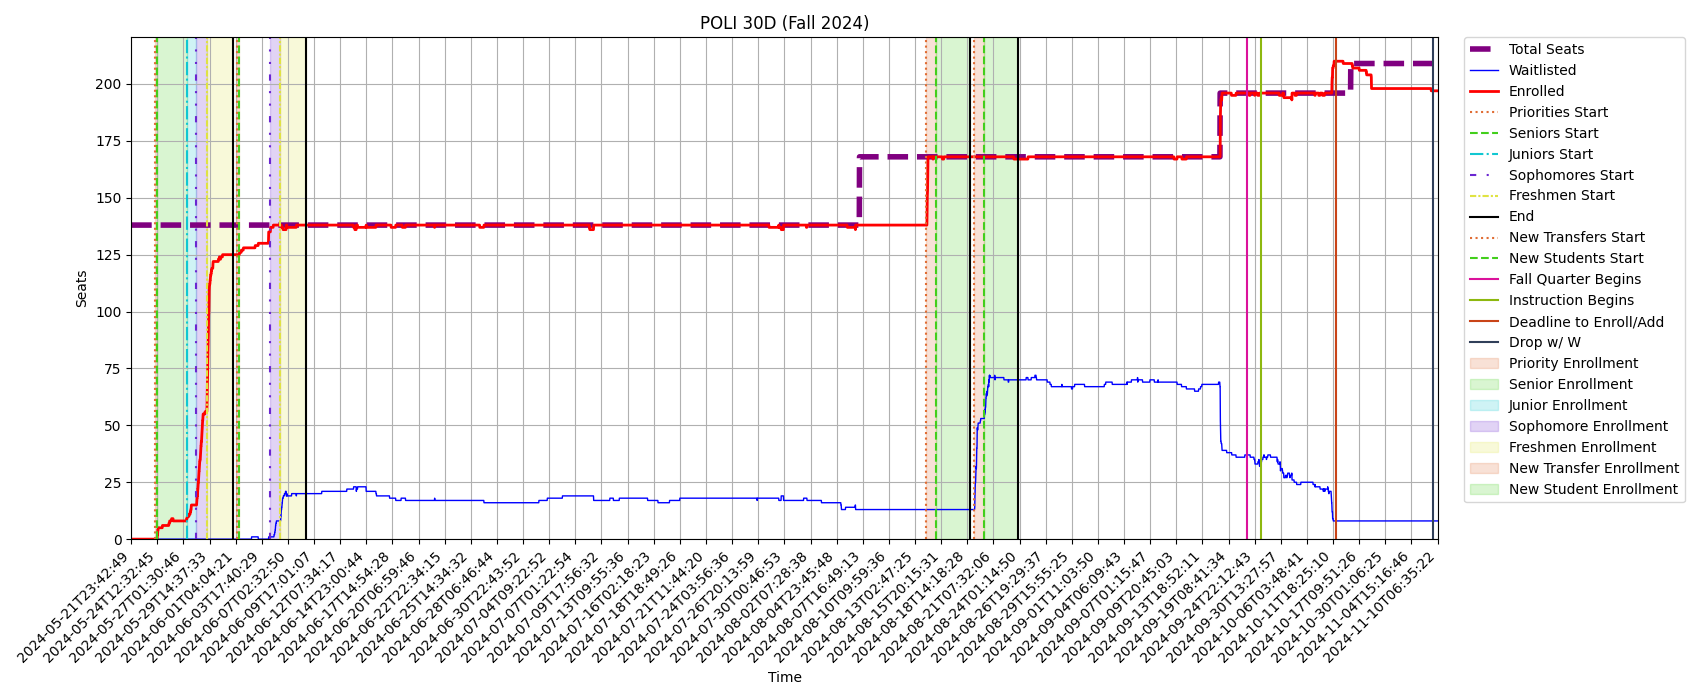 POLI 30D (Fall 2024)
Seats
200
175
150
125
100
75
50
25
0
2024-05-21T23:42:49
2024-05-24T12:32:45
2024-05-27T01:30:46
2024-05-29T14:37:33
2024-06-01T04:04:21
2024-06-03T17:40:29
2024-06-07T02:32:50
2024-06-09T17:01:07
2024-06-12T07:34:17
2024-06-14T23:00:44
2024-06-17T14:54:28
2024-06-20T06:59:46
2024-06-22T22:34:15
2024-06-25T14:34:32
2024-06-28T06:46:44
2024-06-30T22:43:52
2024-07-04T09:22:52
2024-07-07T01:22:54
2024-07-09T17:56:32
2024-07-13T09:55:36
2024-07-16T02:18:23
2024-07-18T18:49:26
2024-07-21T11:44:20
2024-07-24T03:56:36
2024-07-26T20:13:59
2024-07-30T00:46:53
2024-08-02T07:28:38
2024-08-04T23:45:48
2024-08-07T16:49:13
2024-08-10T09:59:36
2024-08-13T02:47:25
2024-08-15T20:15:31
2024-08-18T14:18:28
2024-08-21T07:32:06
2024-08-24T01:14:50
2024-08-26T19:29:37
2024-08-29T15:55:25
2024-09-01T11:03:50
2024-09-04T06:09:43
2024-09-07T01:15:47
2024-09-09T20:45:03
2024-09-13T18:52:11
2024-09-19T08:41:34
2024-09-24T22:12:43
2024-09-30T13:27:57
2024-10-06T03:48:41
2024-10-11T18:25:10
2024-10-17T09:51:26
2024-10-30T01:06:25
2024-11-04T15:16:46
2024-11-10T06:35:22
Time
Total Seats
Waitlisted
Enrolled
Priorities Start
Seniors Start
Juniors Start
Sophomores Start
Freshmen Start
End
New Transfers Start
New Students Start
Fall Quarter Begins
Instruction Begins
Deadline to Enroll/Add
Drop w/ W
Priority Enrollment
Senior Enrollment
Junior Enrollment
Sophomore Enrollment
Freshmen Enrollment
New Transfer Enrollment
New Student Enrollment